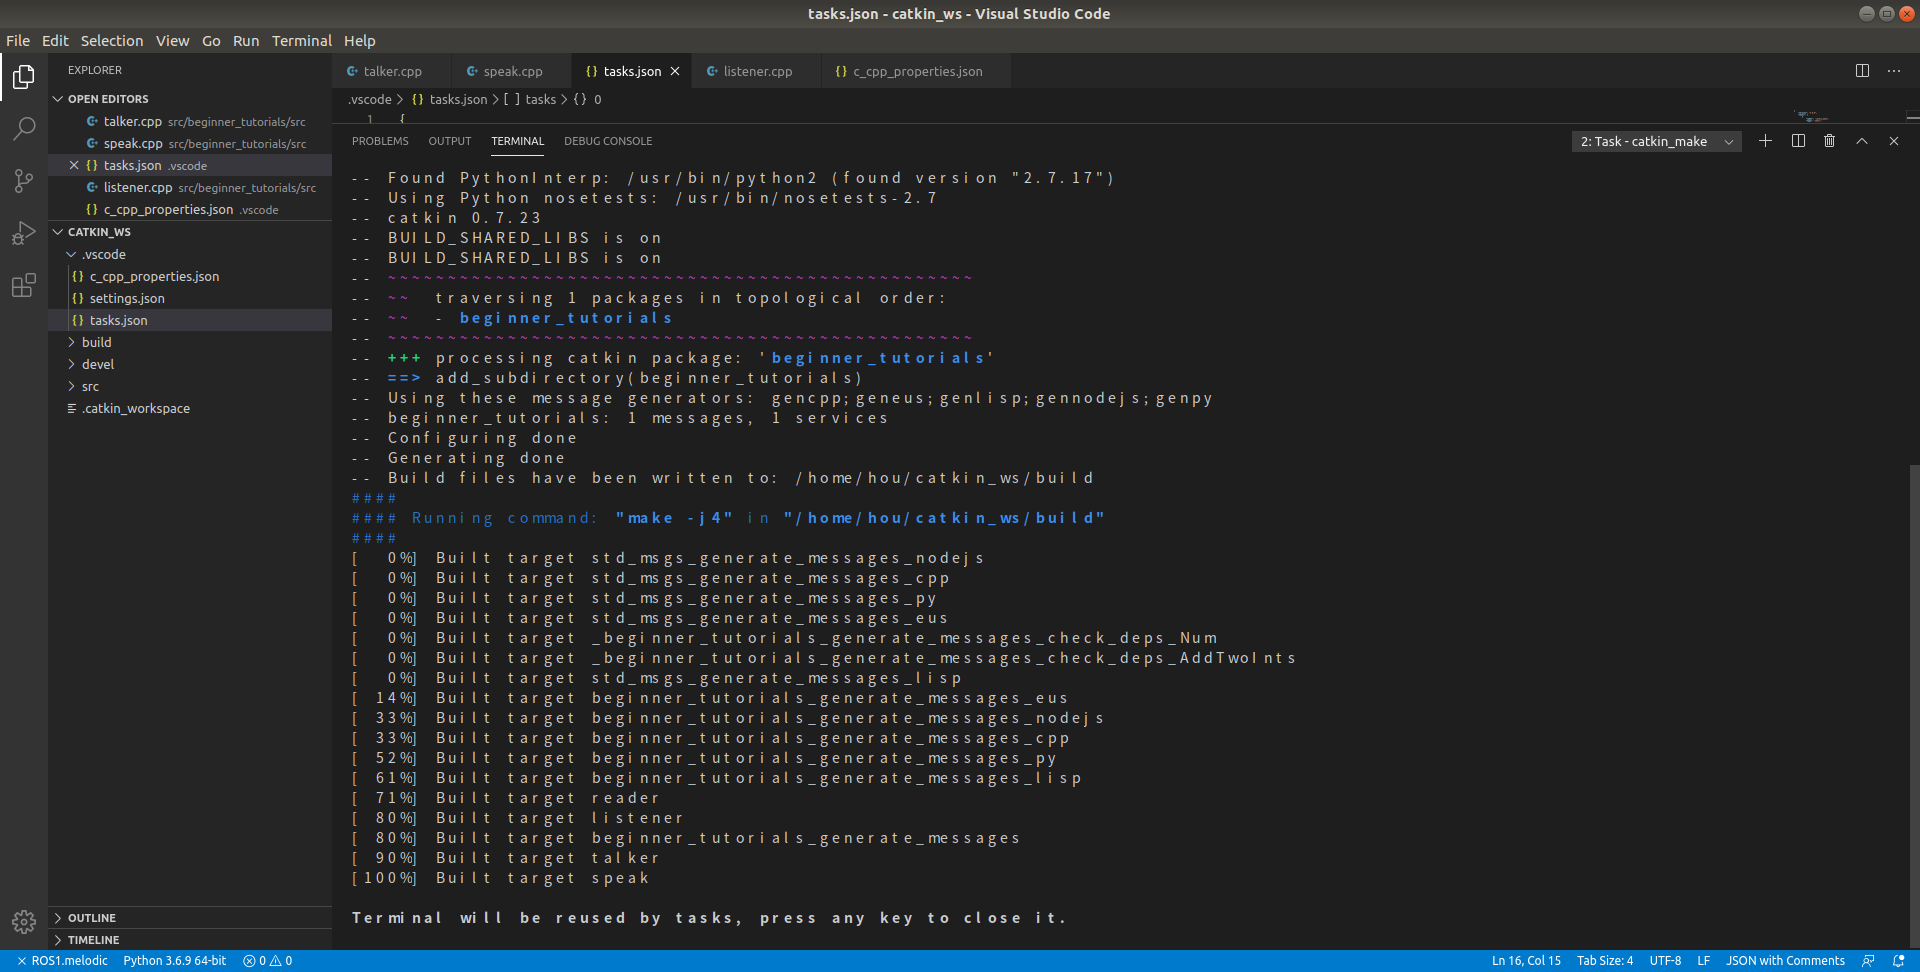 tasks.json - catkin_ws - Visual Studio Code
File Edit Selection View Go Run Terminal Help
EXPLORER
OPEN EDITORS
talker.cpp src/beginner_tutorials/src
speak.cpp src/beginner_tutorials/src
tasks.json .vscode
listener.cpp src/beginner_tutorials/src
c_cpp_properties.json .vscode
CATKIN_WS
.vscode
{} c_cpp_properties.json
{} settings.json
{} tasks.json
build
devel
src
.catkin_workspace
OUTLINE
TIMELINE
talker.cpp speak.cpp {} tasks.json listener.cpp {} c_cpp_properties.json
.vscode > {} tasks.json > [ ] tasks > {} 0
1 {
PROBLEMS OUTPUT TERMINAL DEBUG CONSOLE 2: Task - catkin_make
-- Found PythonInterp: /usr/bin/python2 (found version "2.7.17")
-- Using Python nosetests: /usr/bin/nosetests-2.7
-- catkin 0.7.23
-- BUILD_SHARED_LIBS is on
-- BUILD_SHARED_LIBS is on
-- ~~~~~~~~~~~~~~~~~~~~~~~~~~~~~~~~~~~~~~~~~~~~~~~~~
-- ~~  traversing 1 packages in topological order:
-- ~~  - beginner_tutorials
-- ~~~~~~~~~~~~~~~~~~~~~~~~~~~~~~~~~~~~~~~~~~~~~~~~~
-- +++ processing catkin package: 'beginner_tutorials'
-- ==> add_subdirectory(beginner_tutorials)
-- Using these message generators: gencpp;geneus;genlisp;gennodejs;genpy
-- beginner_tutorials: 1 messages, 1 services
-- Configuring done
-- Generating done
-- Build files have been written to: /home/hou/catkin_ws/build
####
#### Running command: "make -j4" in "/home/hou/catkin_ws/build"
####
[  0%] Built target std_msgs_generate_messages_nodejs
[  0%] Built target std_msgs_generate_messages_cpp
[  0%] Built target std_msgs_generate_messages_py
[  0%] Built target std_msgs_generate_messages_eus
[  0%] Built target _beginner_tutorials_generate_messages_check_deps_Num
[  0%] Built target _beginner_tutorials_generate_messages_check_deps_AddTwoInts
[  0%] Built target std_msgs_generate_messages_lisp
[ 14%] Built target beginner_tutorials_generate_messages_eus
[ 33%] Built target beginner_tutorials_generate_messages_nodejs
[ 33%] Built target beginner_tutorials_generate_messages_cpp
[ 52%] Built target beginner_tutorials_generate_messages_py
[ 61%] Built target beginner_tutorials_generate_messages_lisp
[ 71%] Built target reader
[ 80%] Built target listener
[ 80%] Built target beginner_tutorials_generate_messages
[ 90%] Built target talker
[100%] Built target speak
Terminal will be reused by tasks, press any key to close it.
ROS1.melodic Python 3.6.9 64-bit 0 0 Ln 16, Col 15 Tab Size: 4 UTF-8 LF JSON with Comments